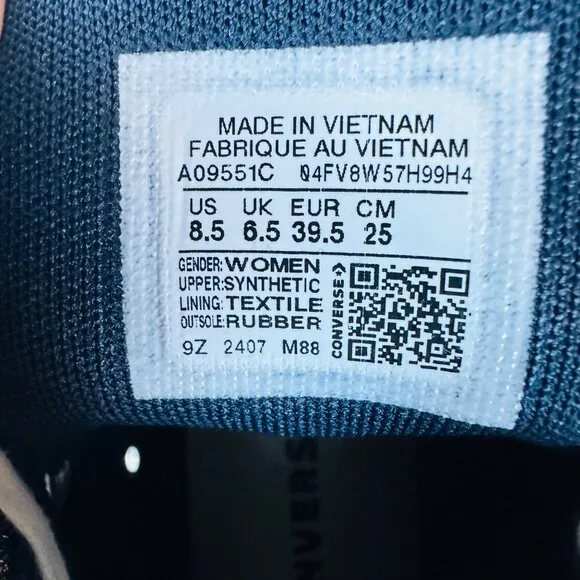 MADE IN VIETNAM
FABRIQUE AU VIETNAM
A09551C 04FV8W57H99H4
US UK EUR CM
8.5 6.5 39.5 25
GENDER: WOMEN
UPPER: SYNTHETIC
LINING: TEXTILE
OUTSOLE: RUBBER
CONVERSE
9Z 2407 M88
CONVERSE